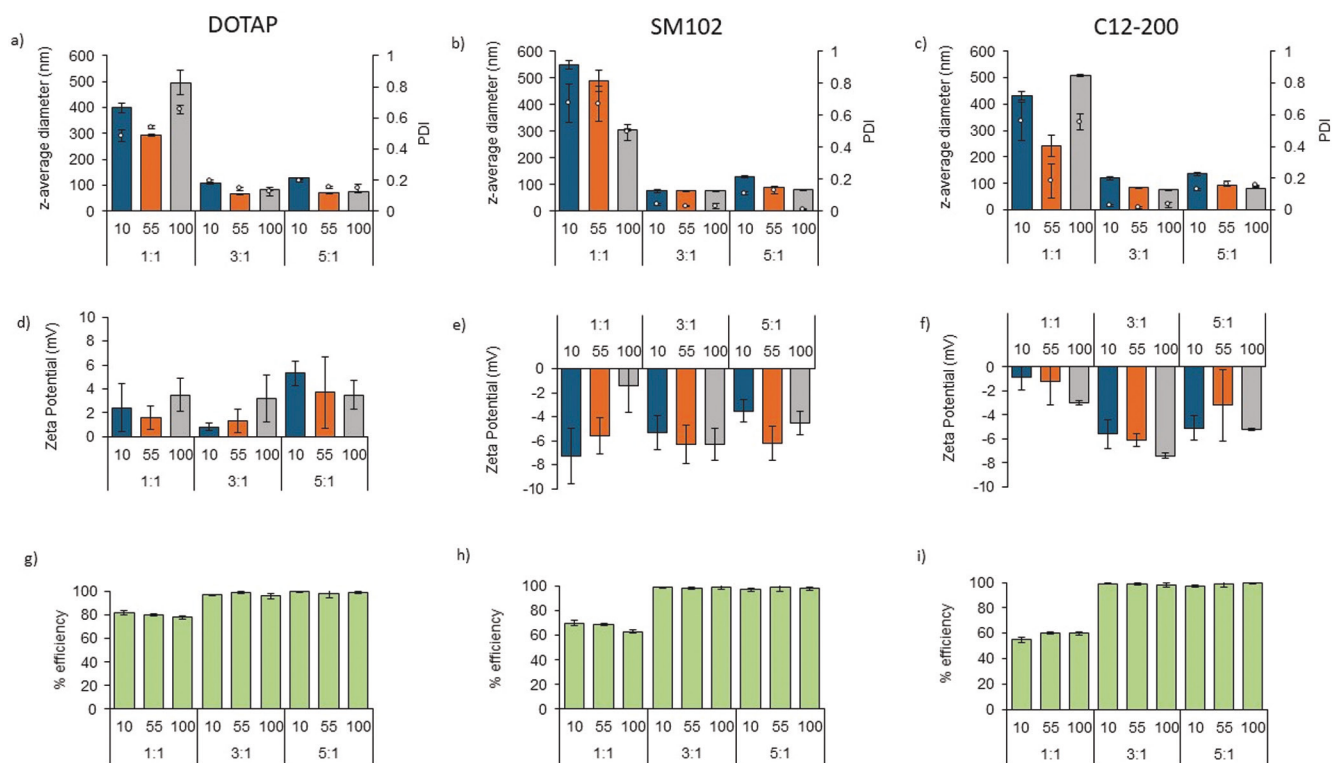 DOTAP
SM102
C12-200
a)
z-average diameter (nm)
600
500
400
300
200
100
0
1
0.8
0.6
0.4
0.2
0
PDI
10 55 100 10 55 100 10 55 100
1:1 3:1 5:1
b)
z-average diameter (nm)
600
500
400
300
200
100
0
1
0.8
0.6
0.4
0.2
0
PDI
10 55 100 10 55 100 10 55 100
1:1 3:1 5:1
c)
z-average diameter (nm)
600
500
400
300
200
100
0
1
0.8
0.6
0.4
0.2
0
PDI
10 55 100 10 55 100 10 55 100
1:1 3:1 5:1
d)
Zeta Potential (mV)
10
8
6
4
2
0
10 55 100 10 55 100 10 55 100
1:1 3:1 5:1
e)
1:1 3:1 5:1
10 55 100 10 55 100 10 55 100
Zeta Potential (mV)
0
-2
-4
-6
-8
-10
f)
1:1 3:1 5:1
10 55 100 10 55 100 10 55 100
Zeta Potential (mV)
0
-2
-4
-6
-8
-10
g)
% efficiency
100
80
60
40
20
0
10 55 100 10 55 100 10 55 100
1:1 3:1 5:1
h)
% efficiency
100
80
60
40
20
0
10 55 100 10 55 100 10 55 100
1:1 3:1 5:1
i)
% efficiency
100
80
60
40
20
0
10 55 100 10 55 100 10 55 100
1:1 3:1 5:1